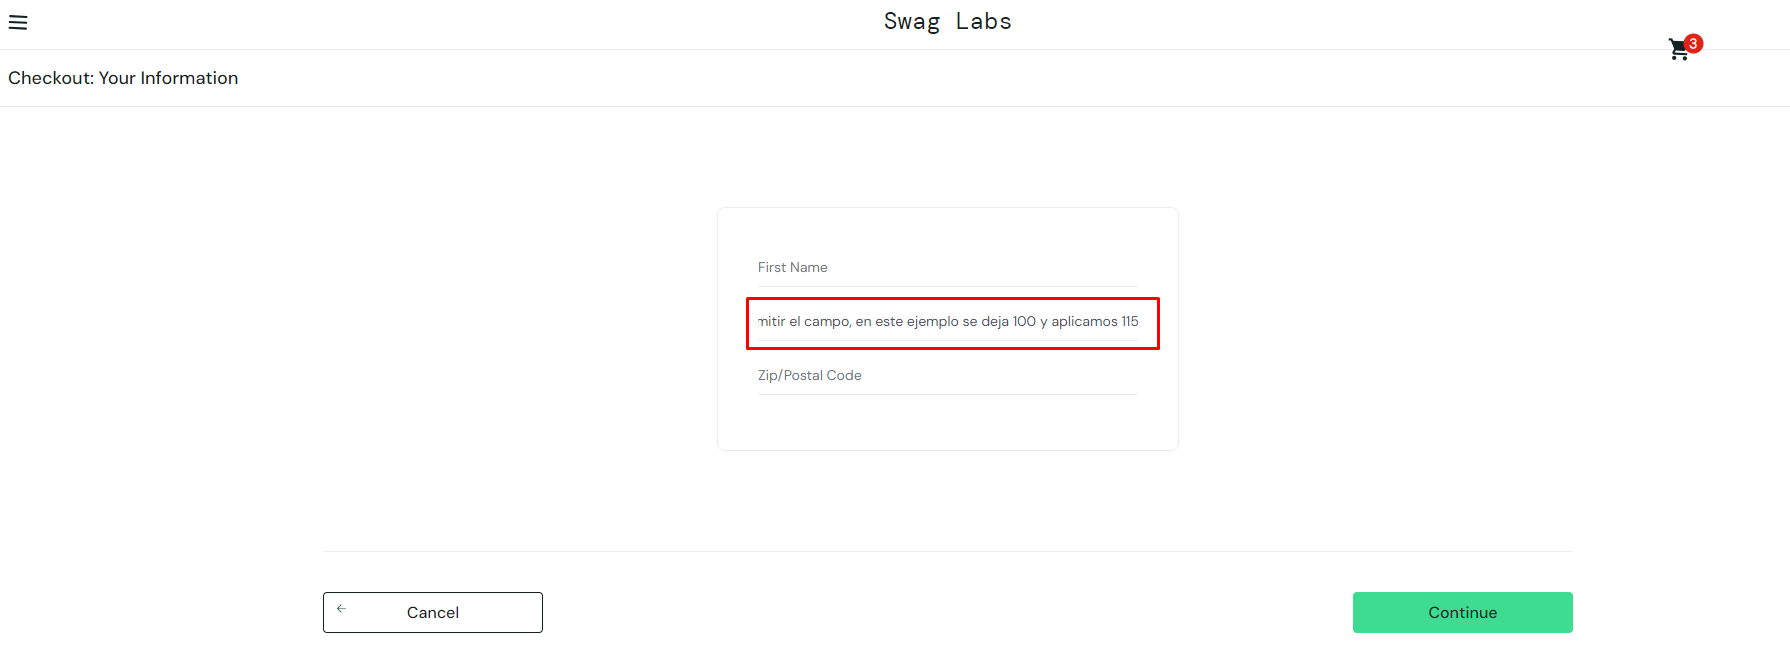 Swag Labs
3
Checkout: Your Information
First Name
mitir el campo, en este ejemplo se deja 100 y aplicamos 115
Zip/Postal Code
Cancel
Continue